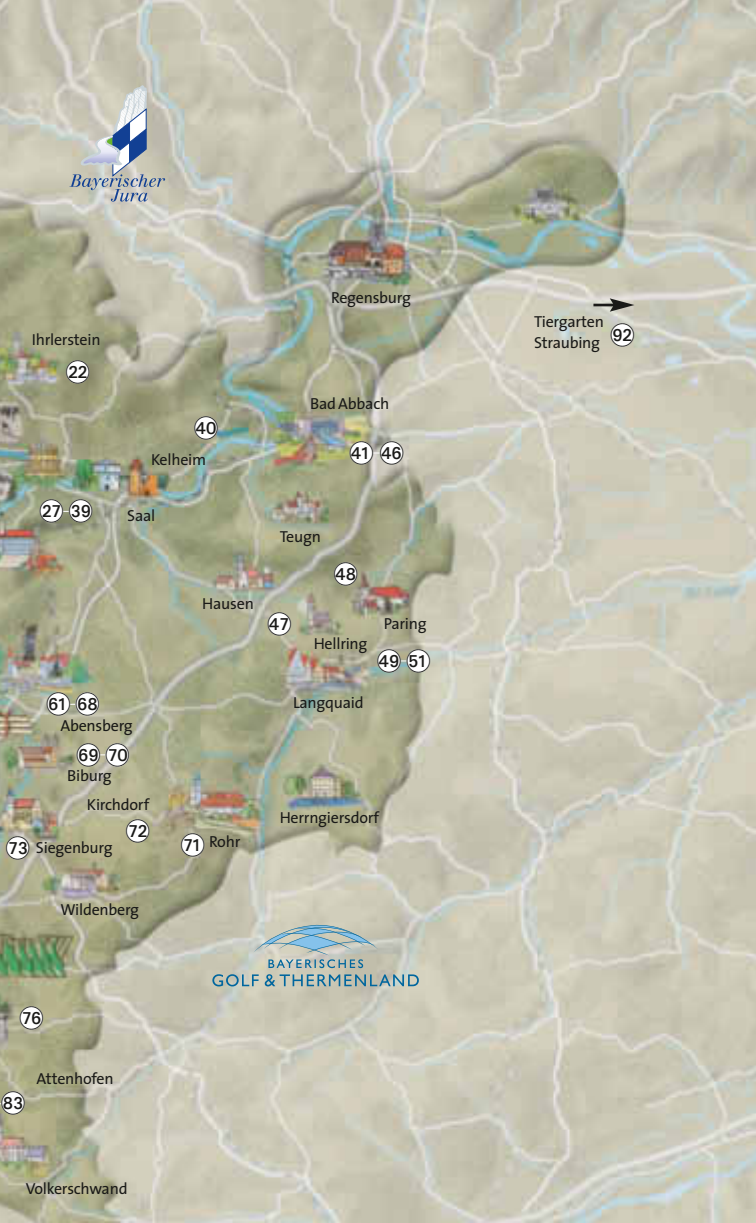 Bayerischer
Jura
Regensburg
Tiergarten
Straubing 92
Ihrlerstein
22
Bad Abbach
40
41 46
Kelheim
27-39
Saal
Teugn
48
Hausen
47
Paring
Hellring
49 51
Langquaid
61-68
Abensberg
69 70
Biburg
Kirchdorf
72
Herrngiersdorf
73 Siegenburg
71 Rohr
Wildenberg
BAYERISCHES
GOLF & THERMENLAND
76
Attenhofen
83
Volkerschwand